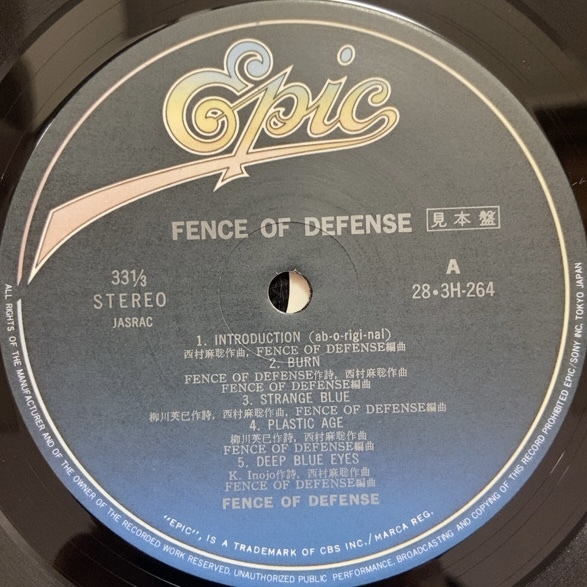 Epic
FENCE OF DEFENSE 見本盤
33⅓
STEREO
JASRAC
A
28・3H-264
1. INTRODUCTION (ab-o-rigi-nal)
西村麻聡作曲, FENCE OF DEFENSE編曲
2. BURN
FENCE OF DEFENSE作詩, 西村麻聡作曲
FENCE OF DEFENSE編曲
3. STRANGE BLUE
柳川英巳作詩, 西村麻聡作曲, FENCE OF DEFENSE編曲
4. PLASTIC AGE
柳川英巳作詩, 西村麻聡作曲
FENCE OF DEFENSE編曲
5. DEEP BLUE EYES
K. Inojo作詩, 西村麻聡作曲
FENCE OF DEFENSE編曲
FENCE OF DEFENSE
"EPIC", IS A TRADEMARK OF CBS INC./MARCA REG.
ALL RIGHTS OF THE MANUFACTURER AND OF THE OWNER OF THE RECORDED WORK RESERVED. UNAUTHORIZED PUBLIC PERFORMANCE, BROADCASTING AND COPYING OF THIS RECORD PROHIBITED EPIC/SONY INC. TOKYO JAPAN